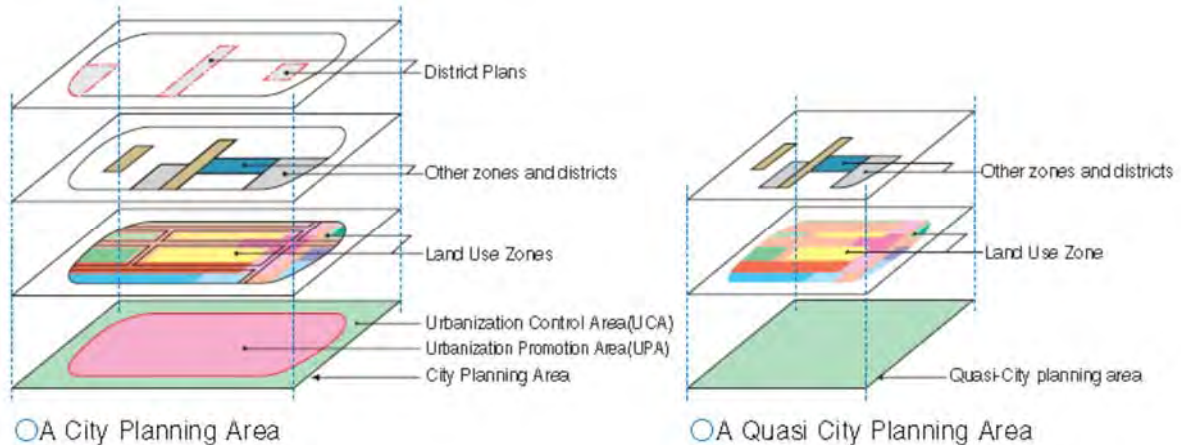 District Plans
Other zones and districts
Land Use Zones
Urbanization Control Area(UCA)
Urbanization Promotion Area(UPA)
City Planning Area
A City Planning Area
Other zones and districts
Land Use Zone
Quasi-City planning area
A Quasi City Planning Area